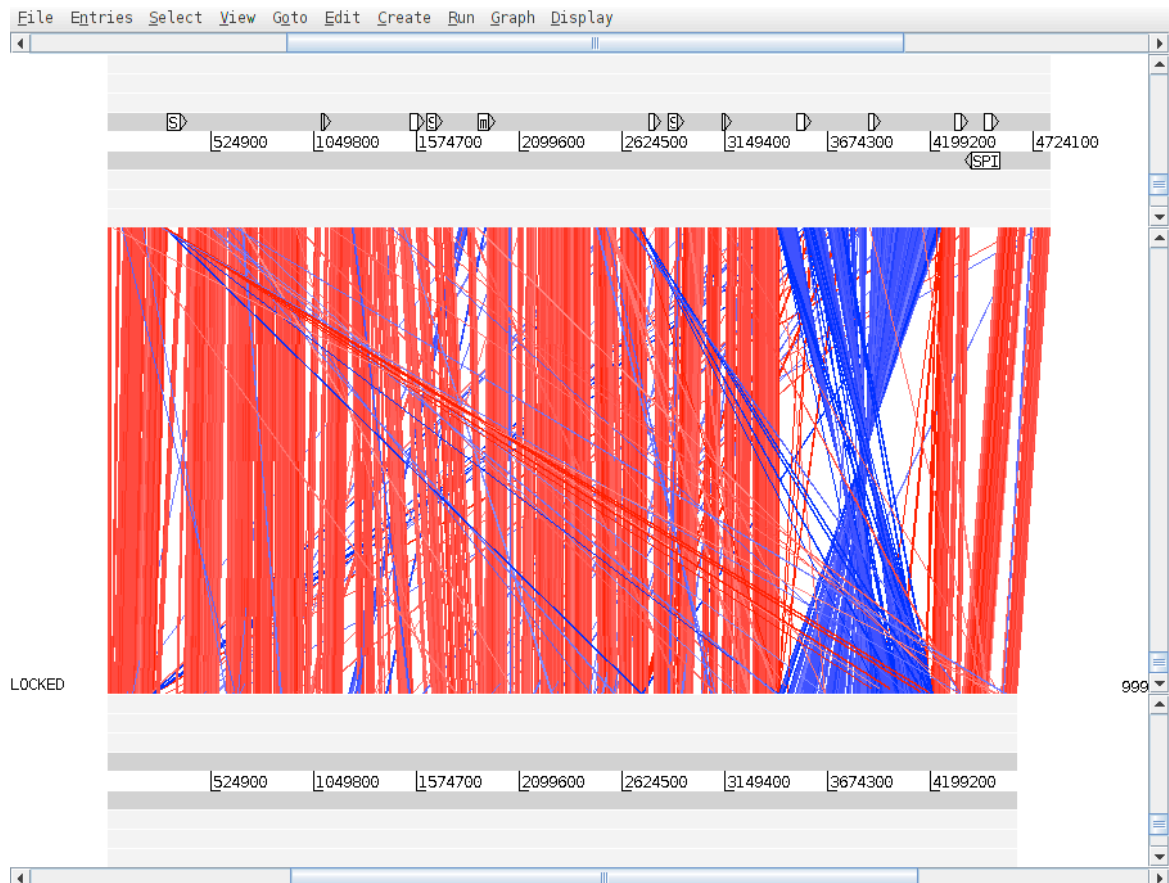 File Entries Select View Goto Edit Create Run Graph Display
S S m S
524900 1049800 1574700 2099600 2624500 3149400 3674300 4199200 4724100
SPI
LOCKED
999
524900 1049800 1574700 2099600 2624500 3149400 3674300 4199200